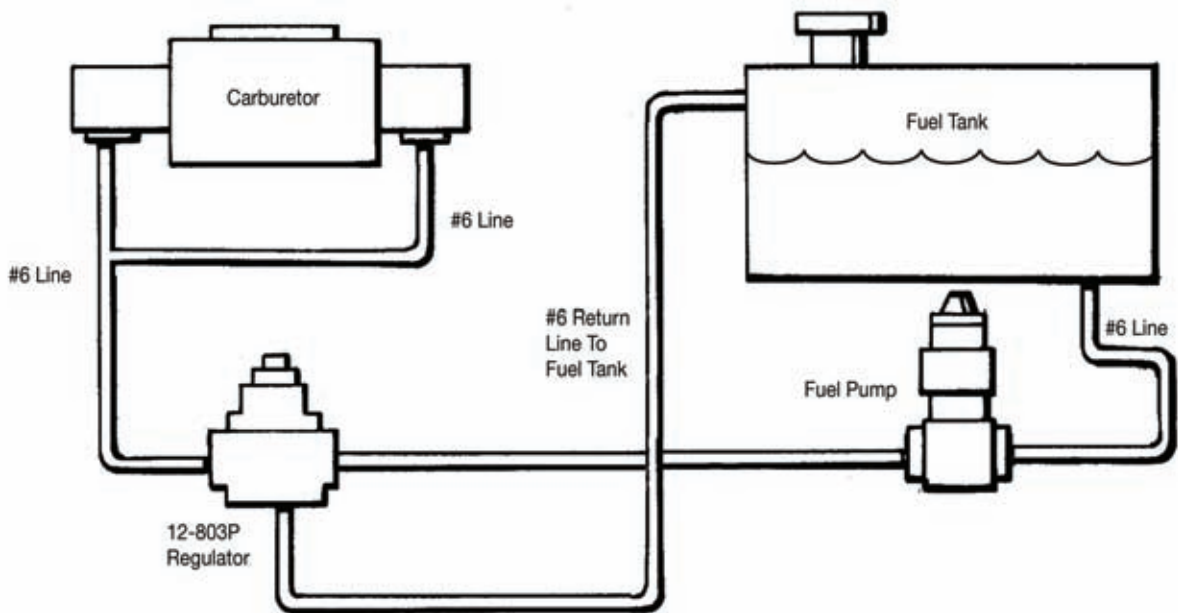 Carburetor
Fuel Tank
#6 Line
#6 Line
#6 Return
Line To
Fuel Tank
#6 Line
Fuel Pump
12-803P
Regulator